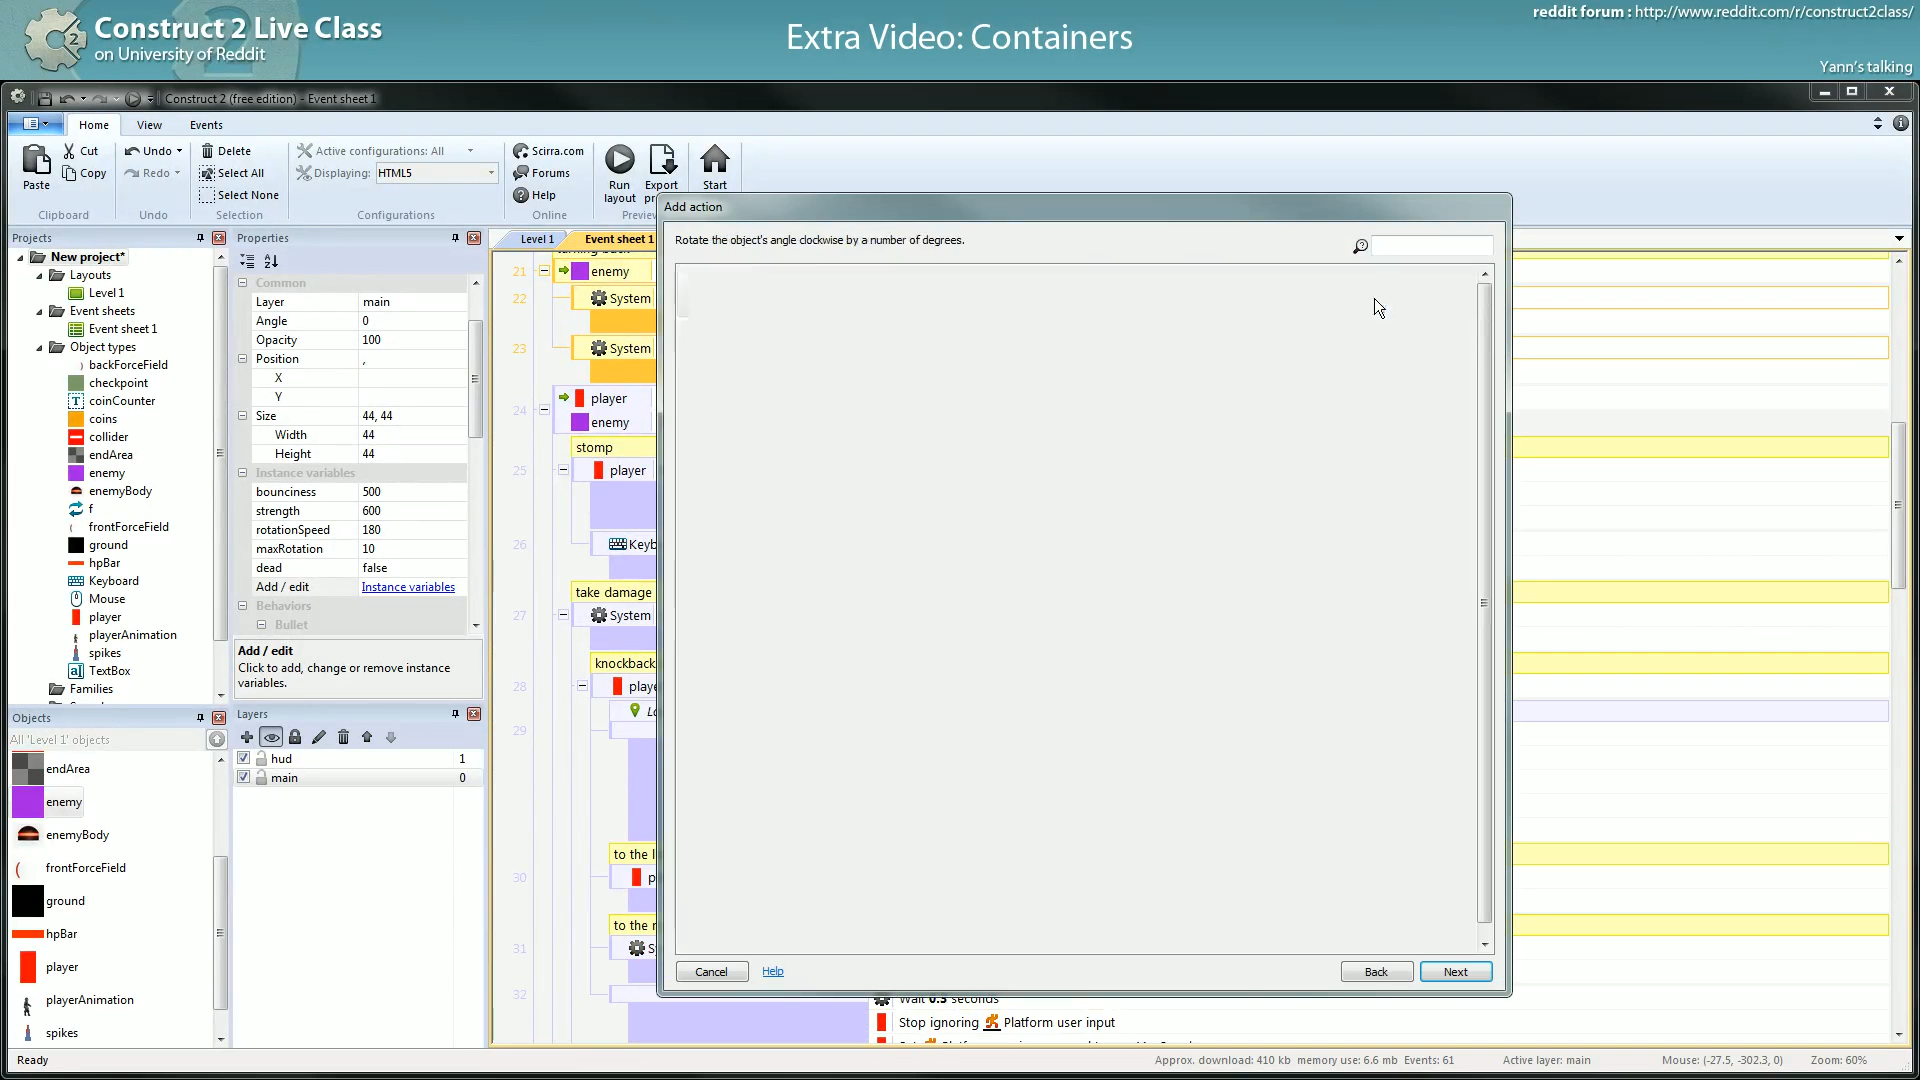 Construct 2 Live Class
on University of Reddit
Extra Video: Containers
reddit forum : http://www.reddit.com/r/construct2class/
Yann's talking
Construct 2 (free edition) - Event sheet 1
Home View Events
Paste
Cut
Copy
Clipboard
Undo
Redo
Undo
Delete
Select All
Select None
Selection
Active configurations: All
Displaying: HTML5
Configurations
Scirra.com
Forums
Help
Online
Run
layout
Export
Start
Projects
New project*
Layouts
Level 1
Event sheets
Event sheet 1
Object types
backForceField
checkpoint
coinCounter
coins
collider
endArea
enemy
enemyBody
f
frontForceField
ground
hpBar
Keyboard
Mouse
player
playerAnimation
spikes
TextBox
Families
Properties
Common
Layer main
Angle 0
Opacity 100
Position ,
X
Y
Size 44, 44
Width 44
Height 44
Instance variables
bounciness 500
strength 600
rotationSpeed 180
maxRotation 10
dead false
Add / edit Instance variables
Behaviors
Bullet
Add / edit
Click to add, change or remove instance
variables.
Objects
All 'Level 1' objects
endArea
enemy
enemyBody
frontForceField
ground
hpBar
player
playerAnimation
spikes
Layers
hud 1
main 0
Level 1 Event sheet 1
21 enemy
22 System
23 System
24 player
enemy
stomp
25 player
26 Keyb
take damage
27 System
knockback
28 playe
29 Lo
to the l
30 p
to the r
31 S
32
Wait 0.5 seconds
Stop ignoring Platform user input
Add action
Rotate the object's angle clockwise by a number of degrees.
Cancel Help Back Next
Ready
Approx. download: 410 kb memory use: 6.6 mb Events: 61 Active layer: main Mouse: (-27.5, -302.3, 0) Zoom: 60%